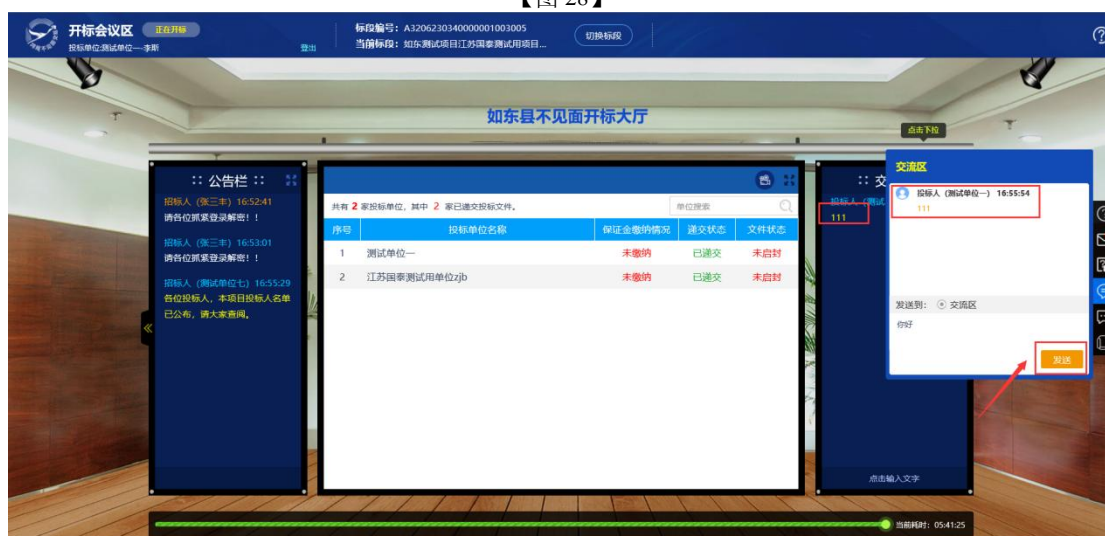 【图 28】
开标会议区 正在开标
投标单位:测试单位一-李斯 登出
标段编号：A3206230340000001003005
当前标段：如东测试项目江苏国泰测试用项目...
切换标段
如东县不见面开标大厅
点击下拉
:: 公告栏 ::
招标人（张三丰）16:52:41
请各位抓紧登录解密！！
招标人（张三丰）16:53:01
请各位抓紧登录解密！！
招标人（测试单位七）16:55:29
各位投标人，本项目投标人名单
已公布，请大家查阅。
共有 2 家投标单位，其中 2 家已递交投标文件。
单位搜索
序号 投标单位名称 保证金缴纳情况 递交状态 文件状态
1 测试单位一 未缴纳 已递交 未启封
2 江苏国泰测试用单位zjb 未缴纳 已递交 未启封
:: 交
投标人（测试
111
点击输入文字
交流区
投标人（测试单位一）16:55:54
111
发送到： 交流区
你好
发送
当前耗时：05:41:25